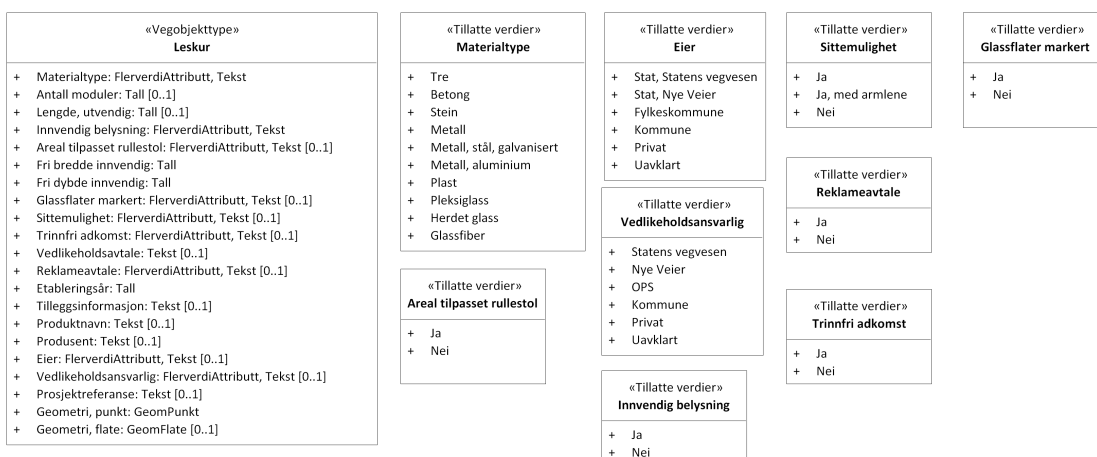 «Vegobjekttype»
Leskur
+ Materialtype: FlerverdiAttributt, Tekst
+ Antall moduler: Tall [0..1]
+ Lengde, utvendig: Tall [0..1]
+ Innvendig belysning: FlerverdiAttributt, Tekst
+ Areal tilpasset rullestol: FlerverdiAttributt, Tekst [0..1]
+ Fri bredde innvendig: Tall
+ Fri dybde innvendig: Tall
+ Glassflater markert: FlerverdiAttributt, Tekst [0..1]
+ Sittemulighet: FlerverdiAttributt, Tekst [0..1]
+ Trinnfri adkomst: FlerverdiAttributt, Tekst [0..1]
+ Vedlikeholdsavtale: Tekst [0..1]
+ Reklameavtale: FlerverdiAttributt, Tekst [0..1]
+ Etableringsår: Tall
+ Tilleggsinformasjon: Tekst [0..1]
+ Produktnavn: Tekst [0..1]
+ Produsent: Tekst [0..1]
+ Eier: FlerverdiAttributt, Tekst [0..1]
+ Vedlikeholdsansvarlig: FlerverdiAttributt, Tekst [0..1]
+ Prosjektreferanse: Tekst [0..1]
+ Geometri, punkt: GeomPunkt
+ Geometri, flate: GeomFlate [0..1]
«Tillatte verdier»
Materialtype
+ Tre
+ Betong
+ Stein
+ Metall
+ Metall, stål, galvanisert
+ Metall, aluminium
+ Plast
+ Pleksiglass
+ Herdet glass
+ Glassfiber
«Tillatte verdier»
Areal tilpasset rullestol
+ Ja
+ Nei
«Tillatte verdier»
Eier
+ Stat, Statens vegvesen
+ Stat, Nye Veier
+ Fylkeskommune
+ Kommune
+ Privat
+ Uavklart
«Tillatte verdier»
Vedlikeholdsansvarlig
+ Statens vegvesen
+ Nye Veier
+ OPS
+ Kommune
+ Privat
+ Uavklart
«Tillatte verdier»
Innvendig belysning
+ Ja
+ Nei
«Tillatte verdier»
Sittemulighet
+ Ja
+ Ja, med armlene
+ Nei
«Tillatte verdier»
Reklameavtale
+ Ja
+ Nei
«Tillatte verdier»
Trinnfri adkomst
+ Ja
+ Nei
«Tillatte verdier»
Glassflater markert
+ Ja
+ Nei